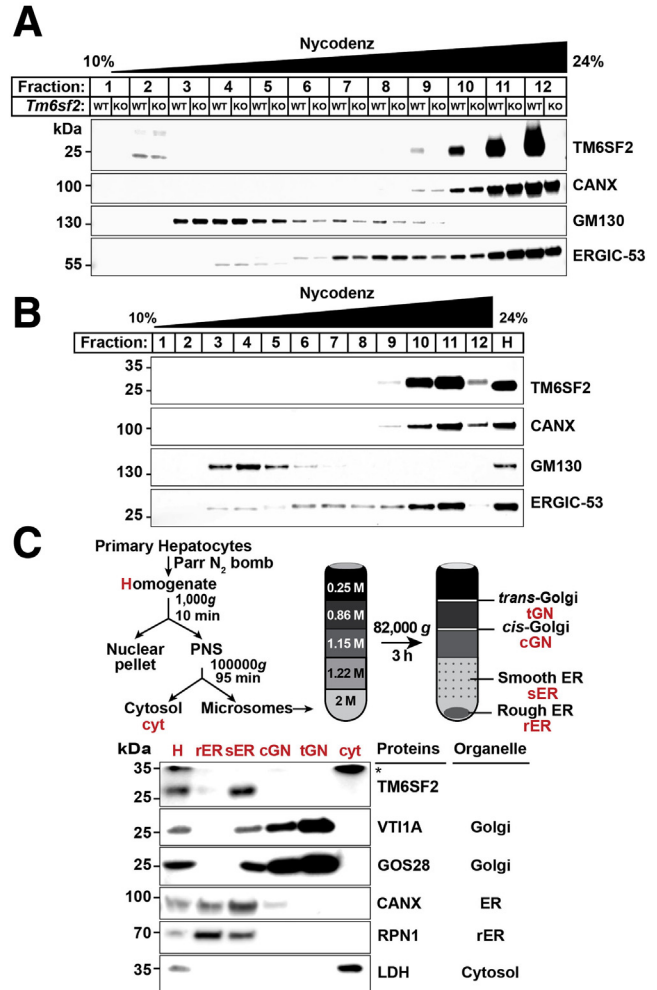 A
Nycodenz
10% 24%
Fraction: 1 2 3 4 5 6 7 8 9 10 11 12
Tm6sf2: WT KO WT KO WT KO WT KO WT KO WT KO WT KO WT KO WT KO WT KO WT KO WT KO
kDa
25 TM6SF2
100 CANX
130 GM130
55 ERGIC-53
B
Nycodenz
10% 24%
Fraction: 1 2 3 4 5 6 7 8 9 10 11 12 H
35
25 TM6SF2
100 CANX
130 GM130
25 ERGIC-53
C
Primary Hepatocytes
Parr N2 bomb
Homogenate
1,000g
10 min
Nuclear pellet
PNS
100000g
95 min
Cytosol
cyt
Microsomes
0.25 M
0.86 M
1.15 M
1.22 M
2 M
82,000 g
3 h
trans-Golgi
tGN
cis-Golgi
cGN
Smooth ER
sER
Rough ER
rER
kDa H rER sER cGN tGN cyt Proteins Organelle
35 *
25 TM6SF2
25 VTI1A Golgi
25 GOS28 Golgi
100 CANX ER
70 RPN1 rER
35 LDH Cytosol